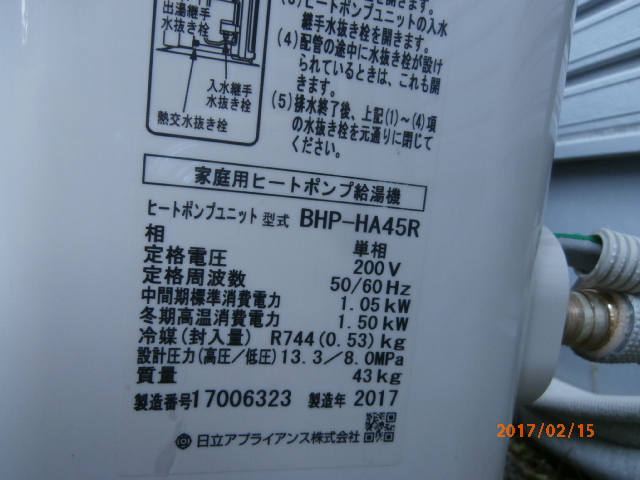 出湯継手
水抜き栓
入水継手
水抜き栓
熱交水抜き栓
(3)ヒートポンプユニットの入水
継手水抜き栓を開きます。
(4)配管の途中に水抜き栓が設け
られているときは、これも開
きます。
(5)排水終了後、上記(1)〜(4)項
の水抜き栓を元通りに閉じて
ください。
家庭用ヒートポンプ給湯機
ヒートポンプユニット 型式 BHP-HA45R
相 単相
定格電圧 200V
定格周波数 50/60Hz
中間期標準消費電力 1.05kW
冬期高温消費電力 1.50kW
冷媒(封入量) R744(0.53)kg
設計圧力(高圧/低圧)13.3/8.0MPa
質量 43kg
製造番号17006323 製造年 2017
日立アプライアンス株式会社
2017/02/15